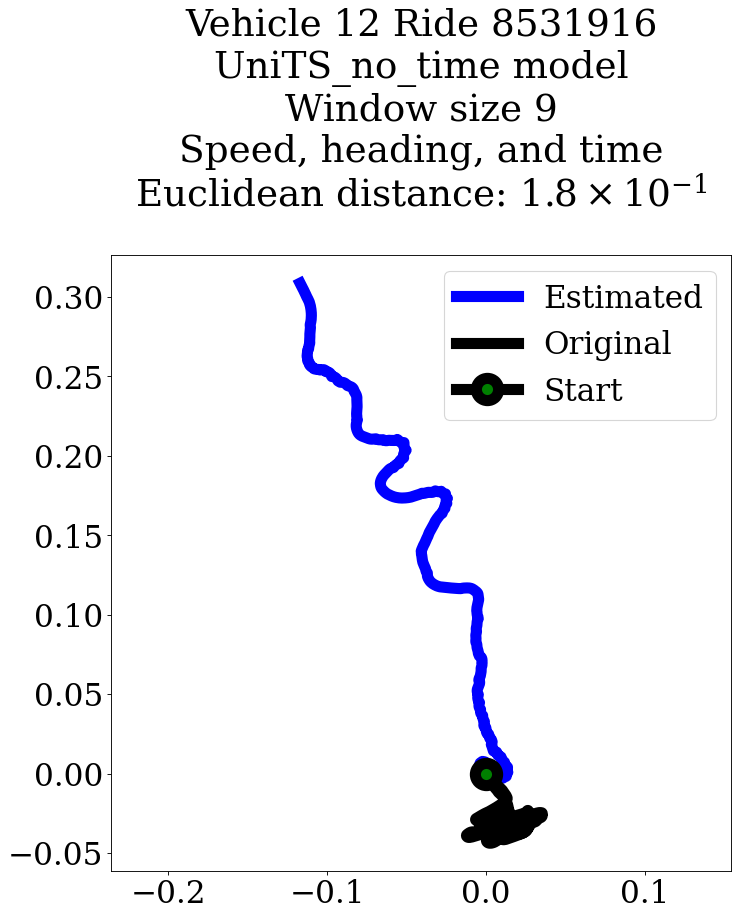 Vehicle 12 Ride 8531916
UniTS_no_time model
Window size 9
Speed, heading, and time
Euclidean distance: 1.8 × 10⁻¹
Estimated
Original
Start
0.30
0.25
0.20
0.15
0.10
0.05
0.00
−0.05
−0.2
−0.1
0.0
0.1